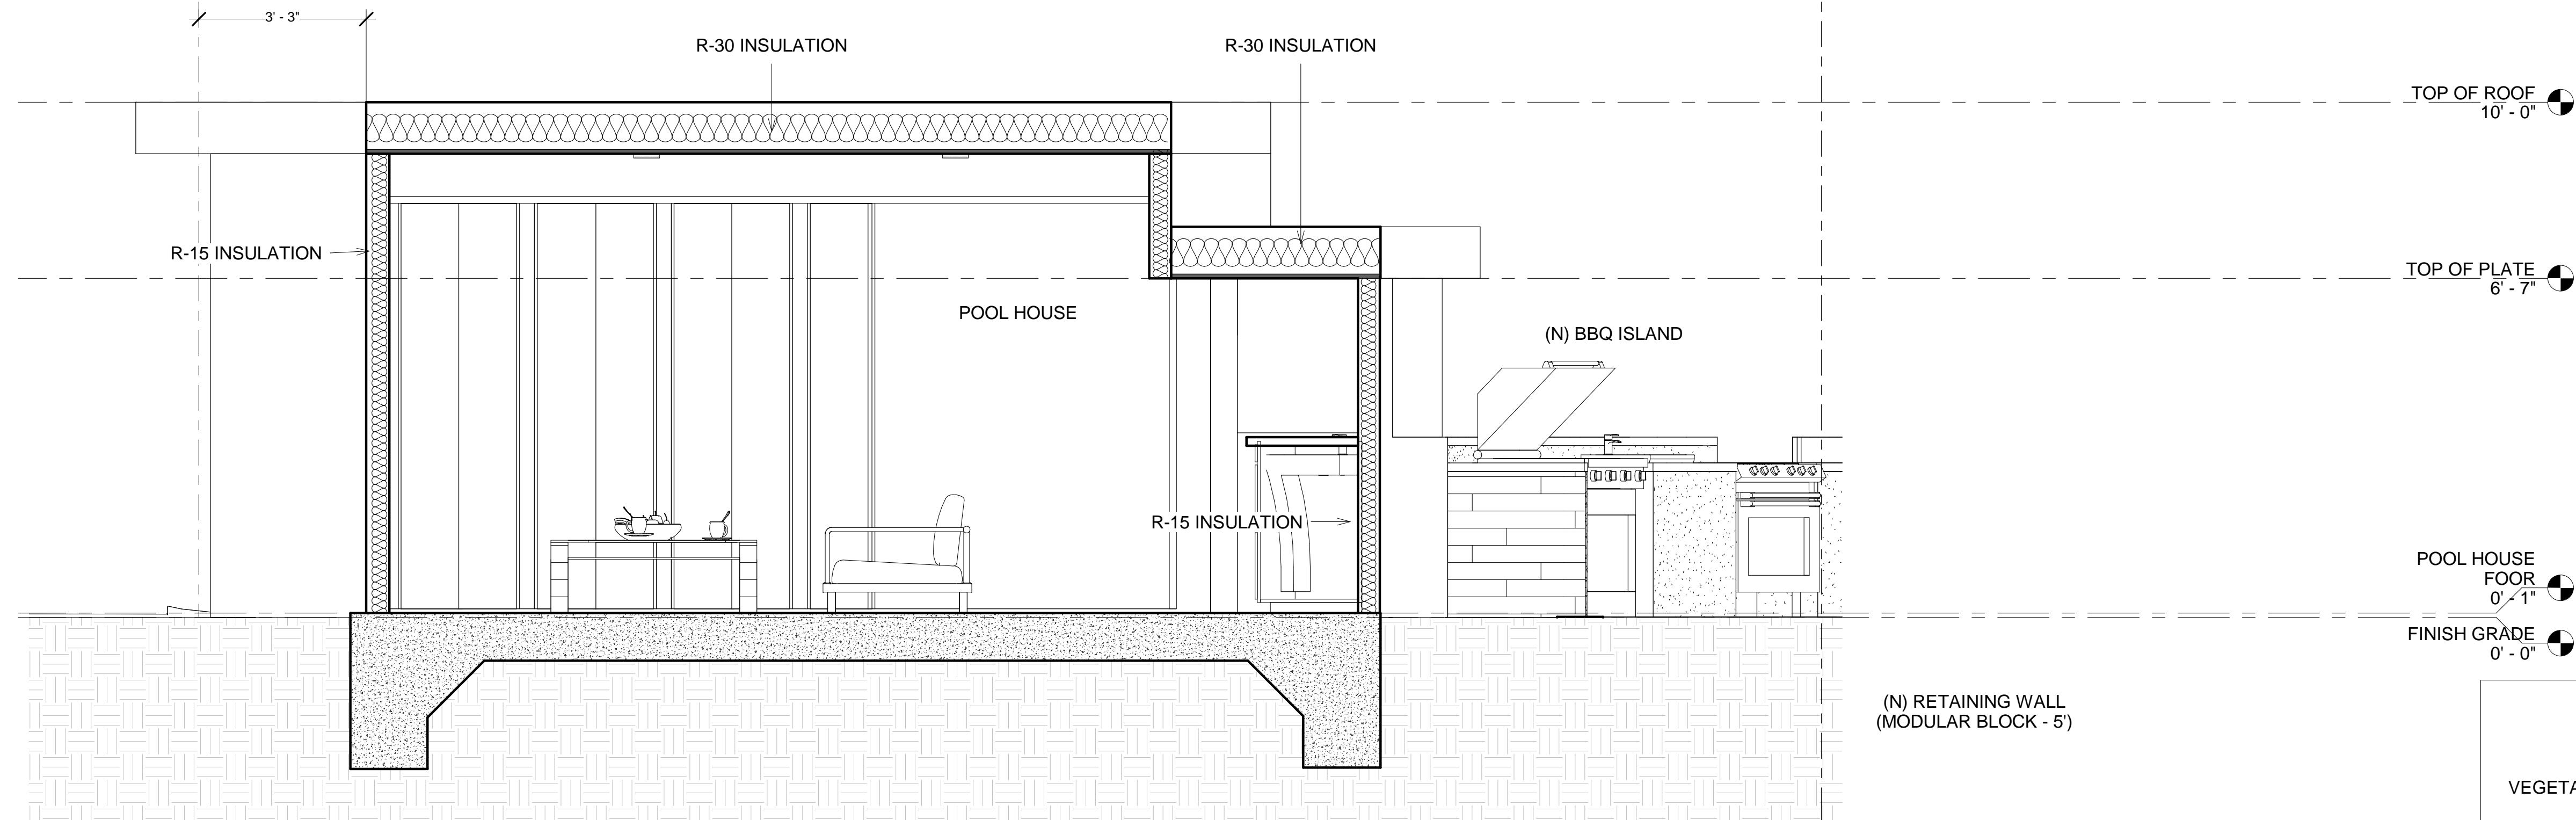 3' - 3"
R-30 INSULATION
R-30 INSULATION
TOP OF ROOF
10' - 0"
R-15 INSULATION
TOP OF PLATE
6' - 7"
POOL HOUSE
(N) BBQ ISLAND
R-15 INSULATION
POOL HOUSE
FOOR
0' - 1"
FINISH GRADE
0' - 0"
(N) RETAINING WALL
(MODULAR BLOCK - 5')
VEGETA